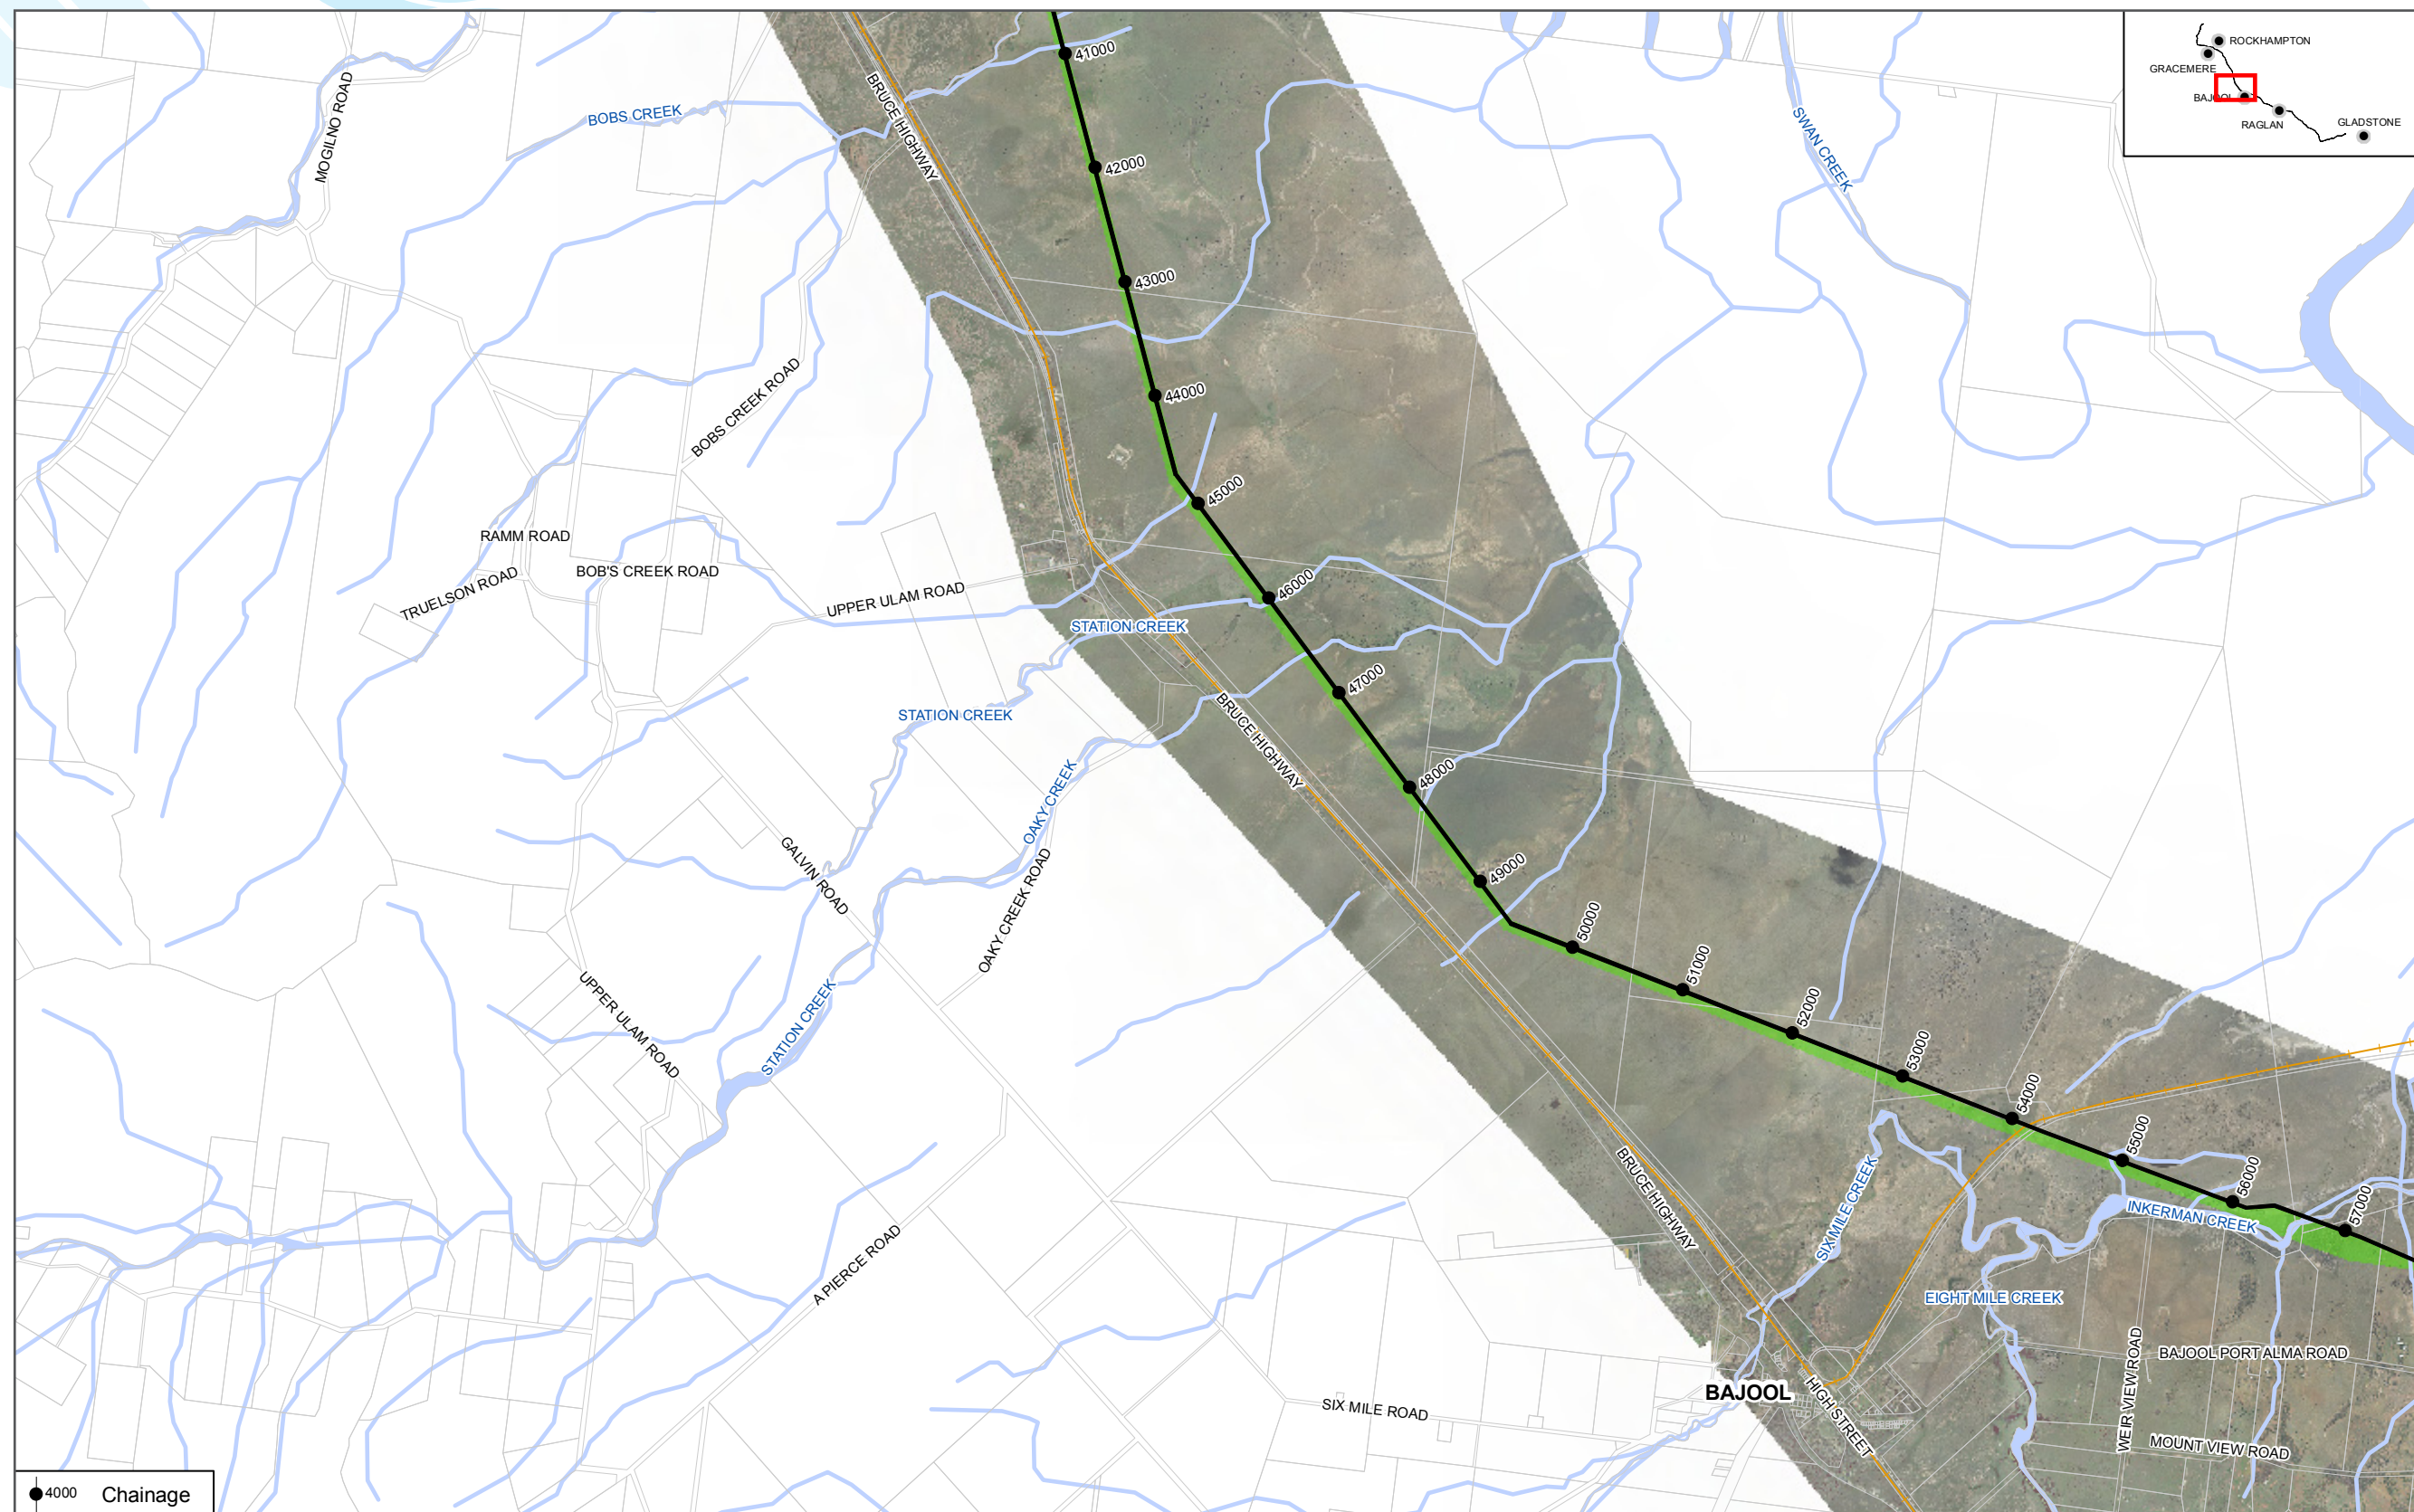 41000
ROCKHAMPTON
GRACEMERE
BAJOOL
RAGLAN
GLADSTONE
MOGILNO ROAD
BOBS CREEK
BRUCE HIGHWAY
SWAN CREEK
42000
43000
44000
BOBS CREEK ROAD
45000
RAMM ROAD
BOB'S CREEK ROAD
TRUELSON ROAD
UPPER ULAM ROAD
46000
STATION CREEK
47000
STATION CREEK
BRUCE HIGHWAY
48000
OAKY CREEK
GALVIN ROAD
OAKY CREEK ROAD
49000
50000
51000
UPPER ULAM ROAD
STATION CREEK
52000
53000
54000
55000
56000
57000
BRUCE HIGHWAY
SIX MILE CREEK
INKERMAN CREEK
A PIERCE ROAD
EIGHT MILE CREEK
WEIR VIEW ROAD
BAJOOL PORT ALMA ROAD
BAJOOL
HIGH STREET
SIX MILE ROAD
MOUNT VIEW ROAD
4000 Chainage